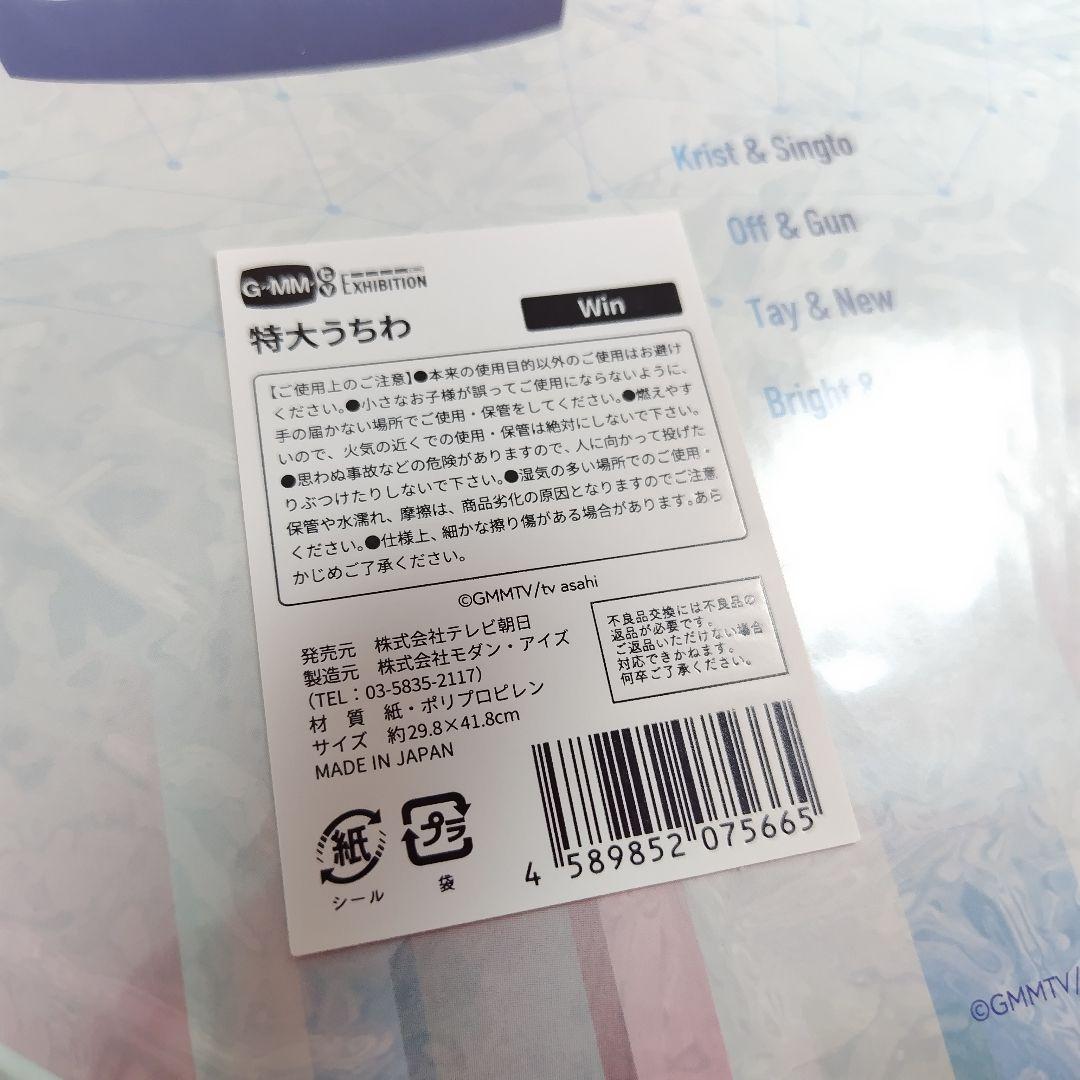 Krist & Singto
Off & Gun
Tay & New
Bright &
GMMTV EXHIBITION
Win
特大うちわ
【ご使用上のご注意】●本来の使用目的以外のご使用はお避け
ください。●小さなお子様が誤ってご使用にならないように、
手の届かない場所でご使用・保管をしてください。●燃えやす
いので、火気の近くでの使用・保管は絶対にしないで下さい。
●思わぬ事故などの危険がありますので、人に向かって投げた
りぶつけたりしないで下さい。●湿気の多い場所でのご使用・
保管や水濡れ、摩擦は、商品劣化の原因となりますのでご注意
ください。●仕様上、細かな擦り傷がある場合があります。あら
かじめご了承ください。
©GMMTV/tv asahi
発売元 株式会社テレビ朝日
製造元 株式会社モダン・アイズ
（TEL：03-5835-2117）
材 質 紙・ポリプロピレン
サイズ 約29.8×41.8cm
MADE IN JAPAN
不良品交換には不良品の
返品が必要です。
ご返品いただけない場合
対応できかねます。
何卒ご了承ください。
紙
シール
プラ
袋
4 589852 075665
©GMMTV/